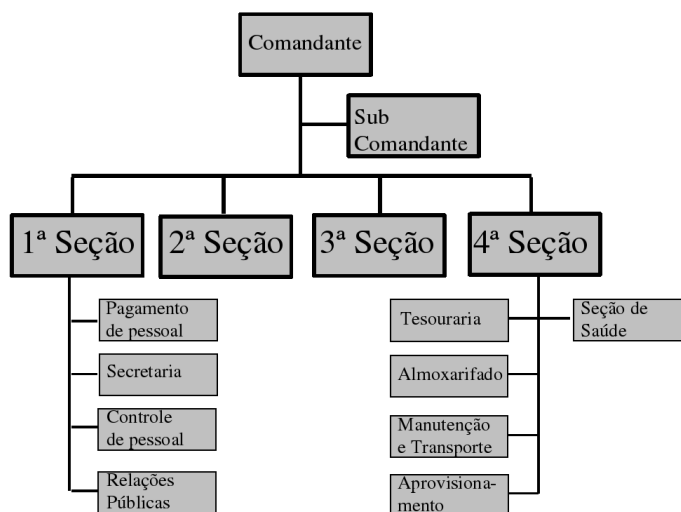 Comandante
Sub
Comandante
1ª Seção
2ª Seção
3ª Seção
4ª Seção
Pagamento
de pessoal
Secretaria
Controle
de pessoal
Relações
Públicas
Tesouraria
Seção de
Saúde
Almoxarifado
Manutenção
e Transporte
Aprovisiona-
mento